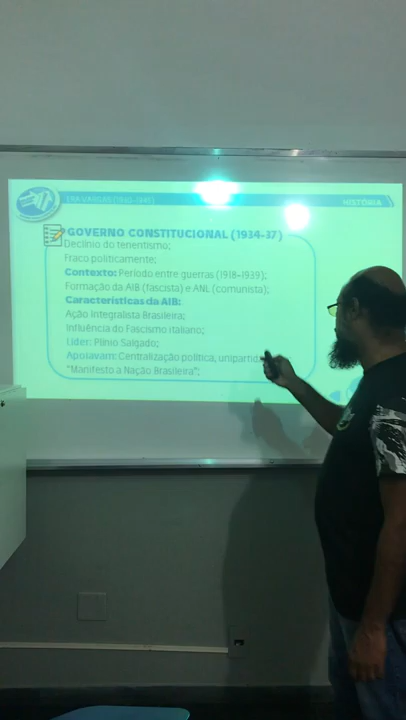 ERA VARGAS (1930-1945)
HISTÓRIA
GOVERNO CONSTITUCIONAL (1934-37)
Declínio do tenentismo;
Fraco politicamente;
Contexto: Período entre guerras (1918-1939);
Formação da AIB (fascista) e ANL (comunista);
Características da AIB:
Ação Integralista Brasileira;
Influência do Fascismo italiano;
Líder: Plínio Salgado;
Apoiavam: Centralização política,
"Manifesto à Nação Brasileira";